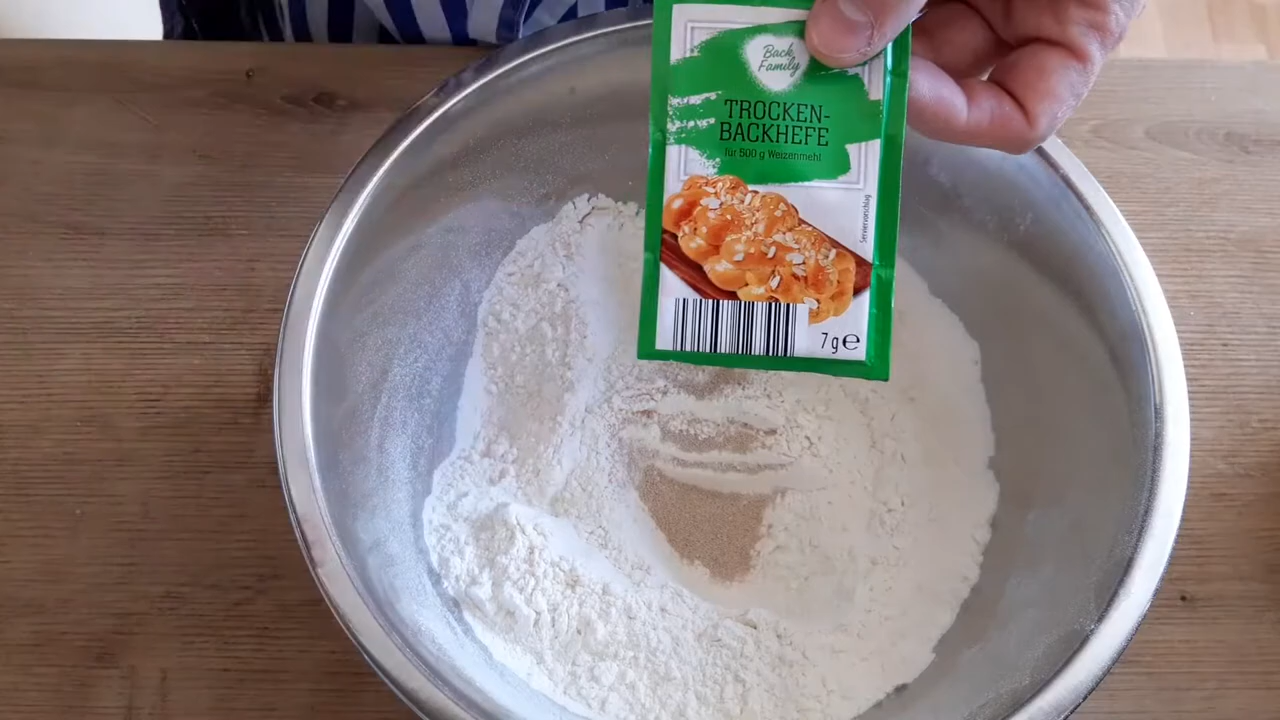 Back
Family
TROCKEN-
BACKHEFE
für 500 g Weizenmehl
Serviervorschlag
7g℮